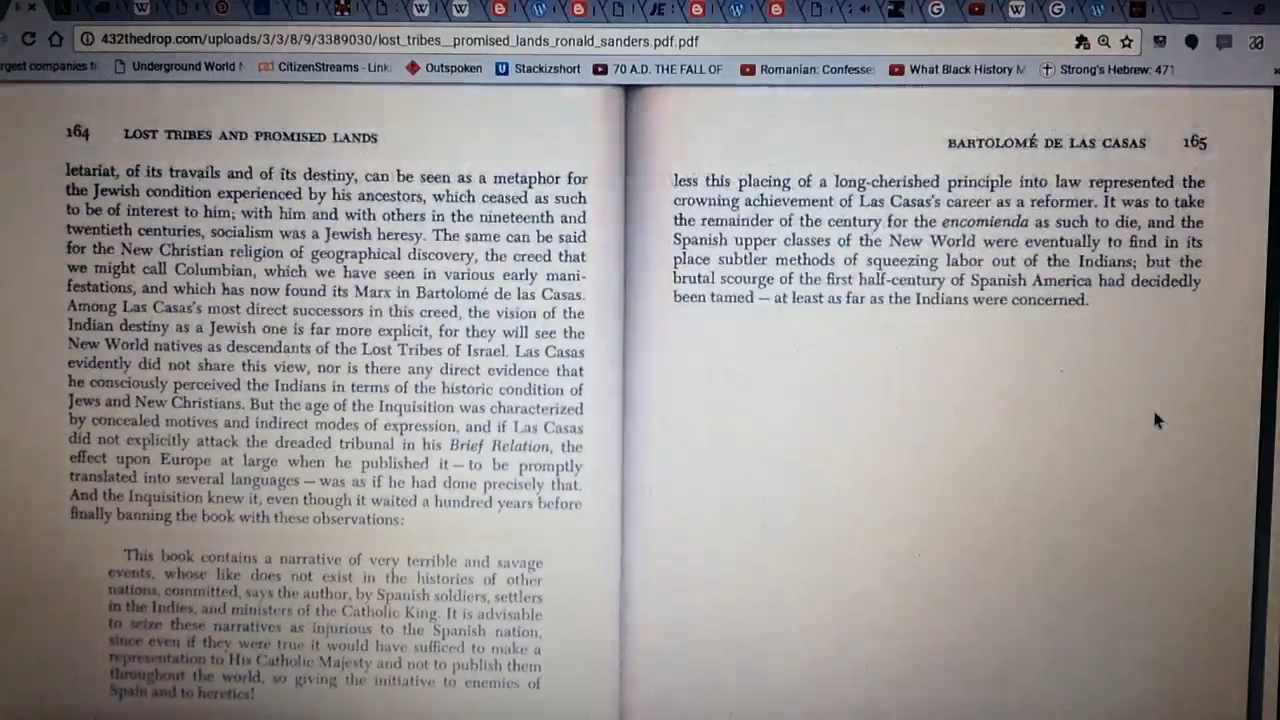 432thedrop.com/uploads/3/3/8/9/3389030/lost_tribes__promised_lands_ronald_sanders.pdf.pdf
rgest companies f
Underground World
CitizenStreams - Link
Outspoken
Stackizshort
70 A.D. THE FALL OF
Romanian: Confesse
What Black History M
Strong's Hebrew: 471
164 LOST TRIBES AND PROMISED LANDS
letariat, of its travails and of its destiny, can be seen as a metaphor for
the Jewish condition experienced by his ancestors, which ceased as such
to be of interest to him; with him and with others in the nineteenth and
twentieth centuries, socialism was a Jewish heresy. The same can be said
for the New Christian religion of geographical discovery, the creed that
we might call Columbian, which we have seen in various early mani-
festations, and which has now found its Marx in Bartolomé de las Casas.
Among Las Casas's most direct successors in this creed, the vision of the
Indian destiny as a Jewish one is far more explicit, for they will see the
New World natives as descendants of the Lost Tribes of Israel. Las Casas
evidently did not share this view, nor is there any direct evidence that
he consciously perceived the Indians in terms of the historic condition of
Jews and New Christians. But the age of the Inquisition was characterized
by concealed motives and indirect modes of expression, and if Las Casas
did not explicitly attack the dreaded tribunal in his Brief Relation, the
effect upon Europe at large when he published it — to be promptly
translated into several languages — was as if he had done precisely that.
And the Inquisition knew it, even though it waited a hundred years before
finally banning the book with these observations:
This book contains a narrative of very terrible and savage
events, whose like does not exist in the histories of other
nations, committed, says the author, by Spanish soldiers, settlers
in the Indies, and ministers of the Catholic King. It is advisable
to seize these narratives as injurious to the Spanish nation,
since even if they were true it would have sufficed to make a
representation to His Catholic Majesty and not to publish them
throughout the world, so giving the initiative to enemies of
Spain and to heretics!
BARTOLOMÉ DE LAS CASAS 165
less this placing of a long-cherished principle into law represented the
crowning achievement of Las Casas's career as a reformer. It was to take
the remainder of the century for the encomienda as such to die, and the
Spanish upper classes of the New World were eventually to find in its
place subtler methods of squeezing labor out of the Indians; but the
brutal scourge of the first half-century of Spanish America had decidedly
been tamed — at least as far as the Indians were concerned.